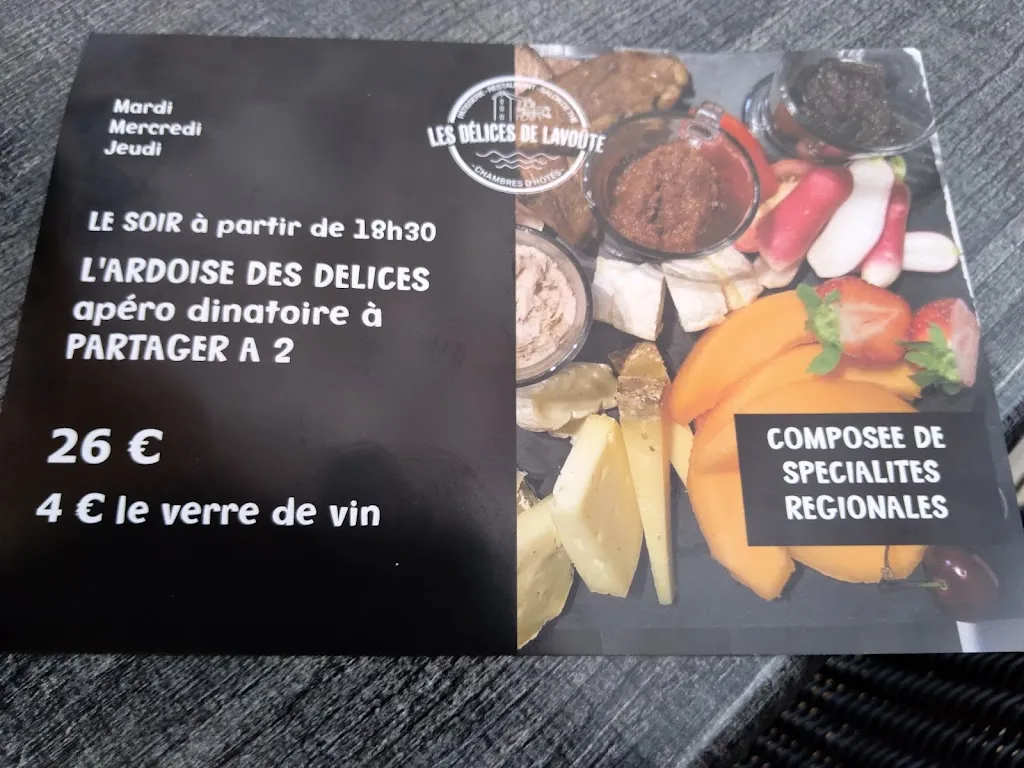 Mardi
Mercredi
Jeudi
LE SOIR à partir de 18h30
L'ARDOISE DES DELICES
apéro dinatoire à
PARTAGER A 2
26 €
4 € le verre de vin
RESTAURANT
LES DÉLICES DE LAVOÛTE
-CHAMBRES D'HÔTES-
COMPOSEE DE
SPECIALITES
REGIONALES